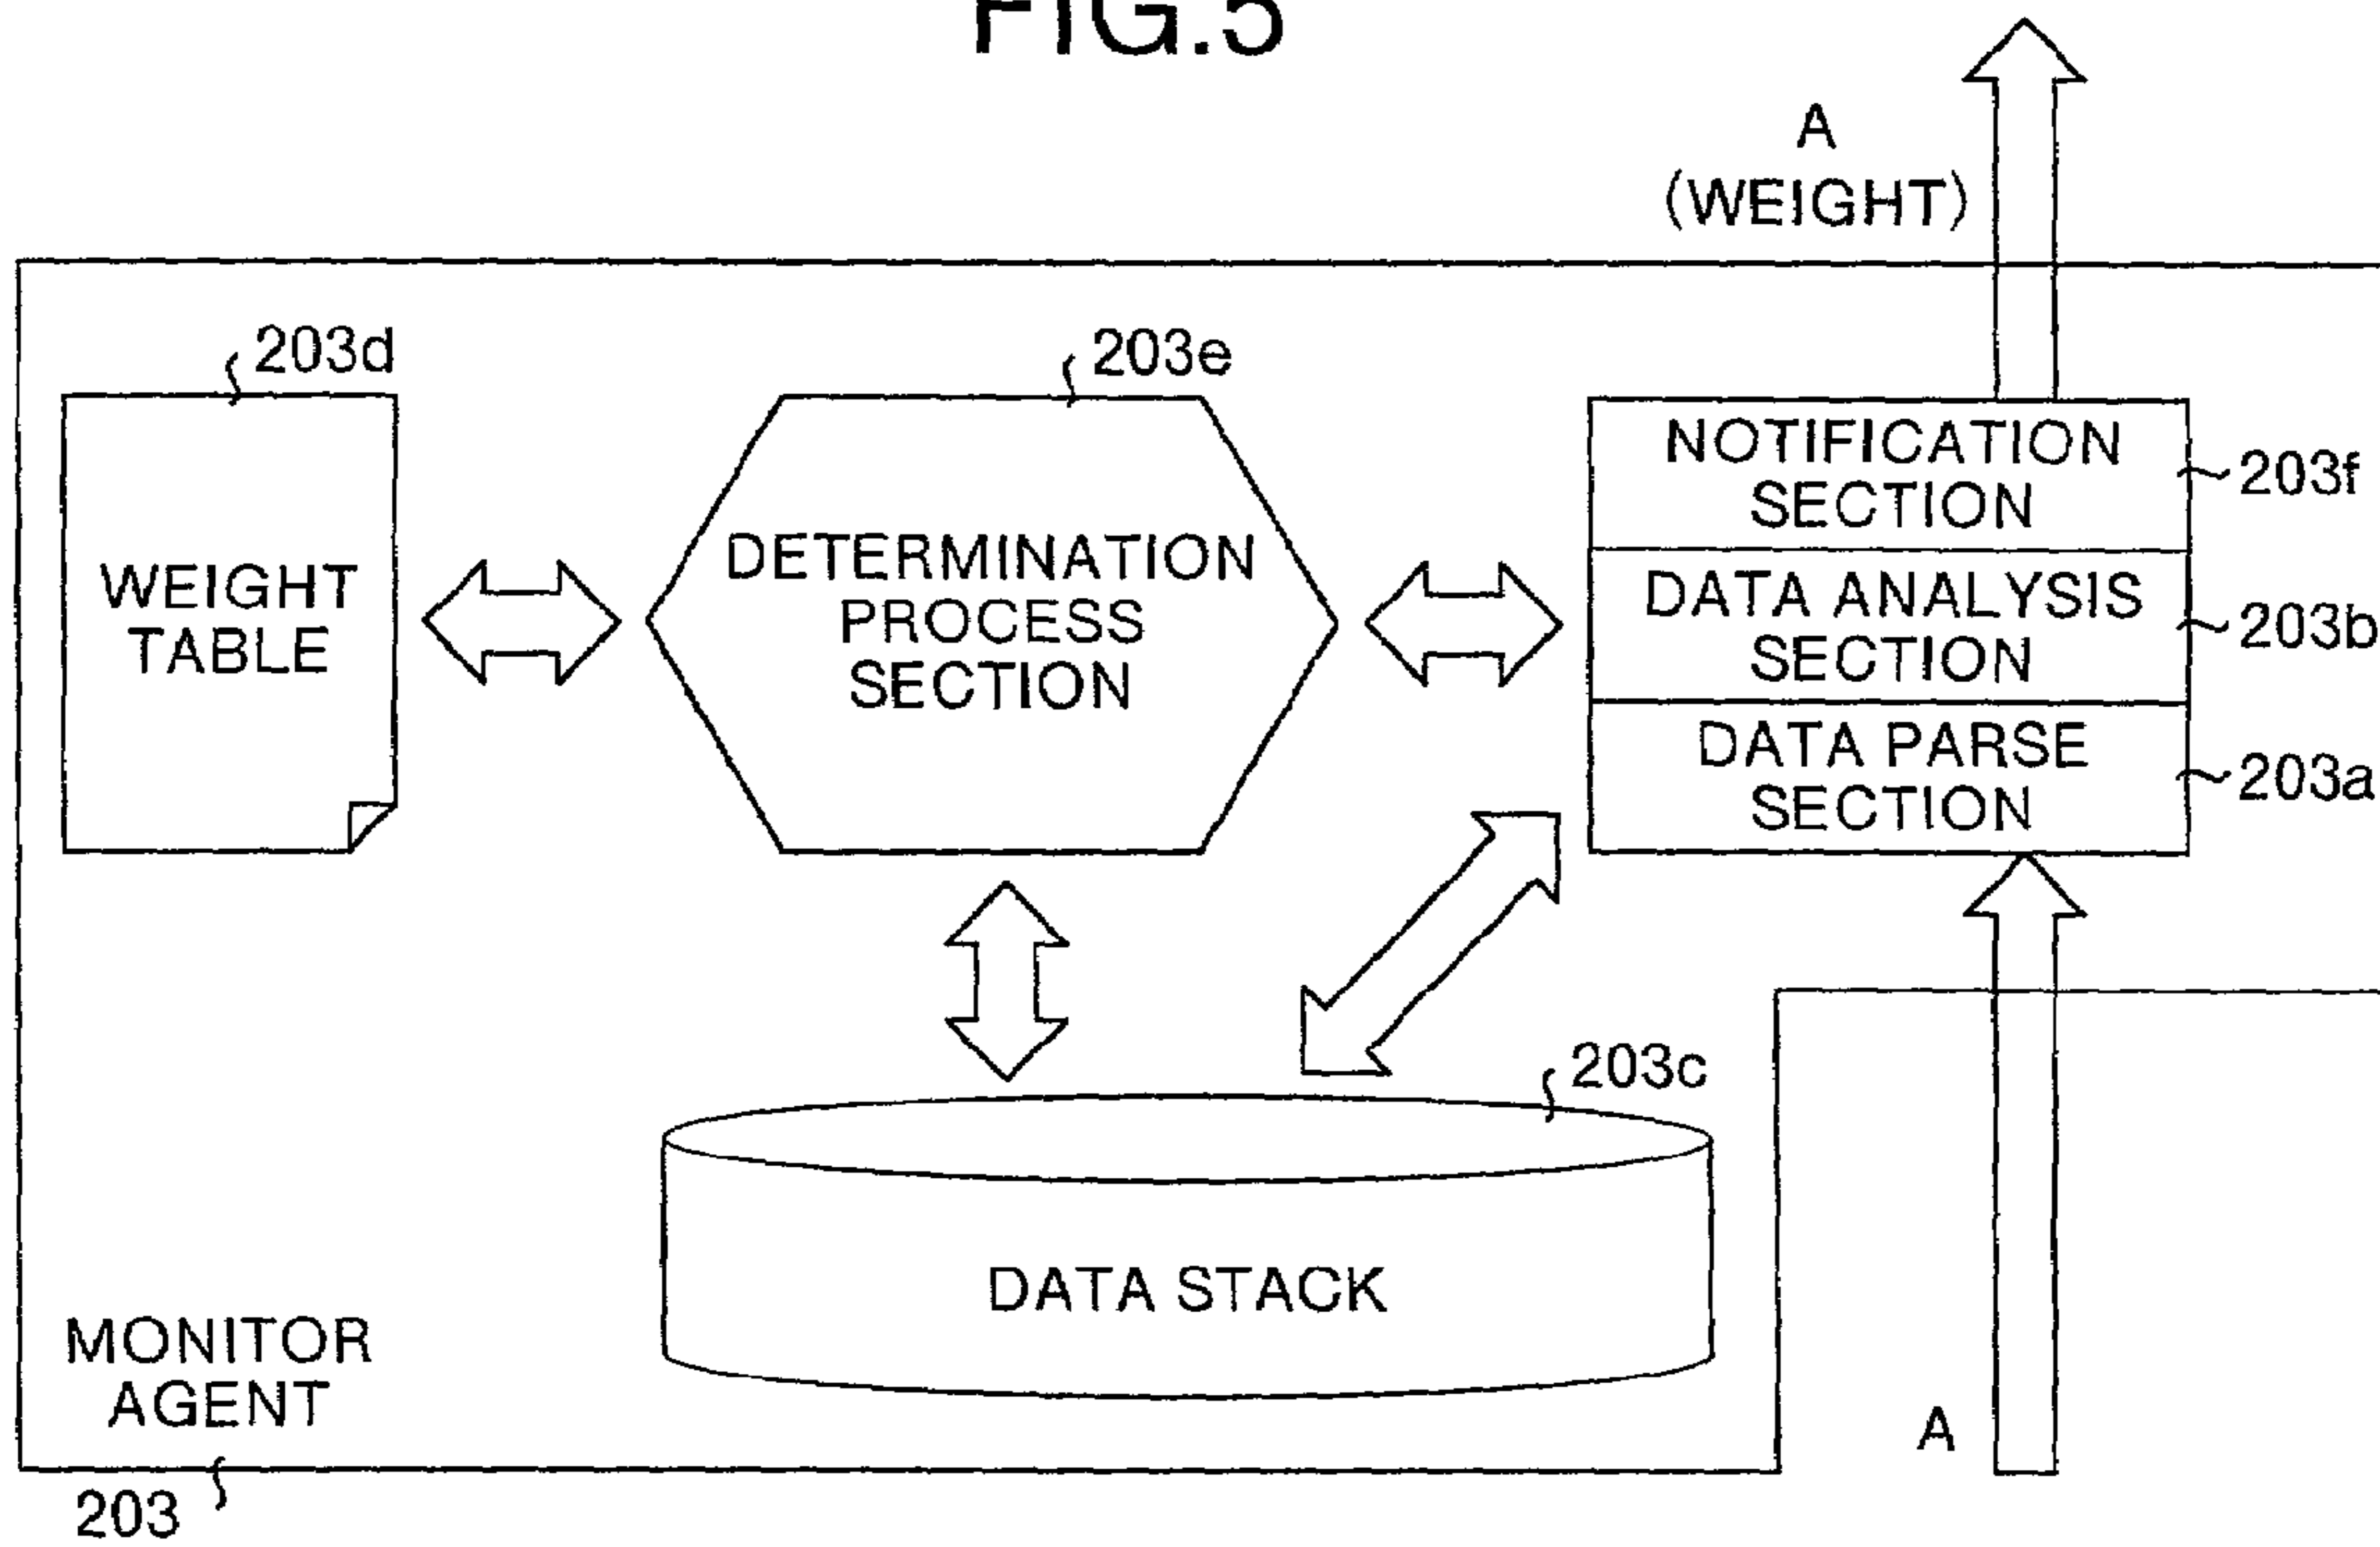 FIG.5
A
(WEIGHT)
203d
203e
NOTIFICATION
SECTION
203f
WEIGHT
TABLE
DETERMINATION
PROCESS
SECTION
DATA ANALYSIS
SECTION
203b
DATA PARSE
SECTION
203a
203c
DATA STACK
MONITOR
AGENT
A
203